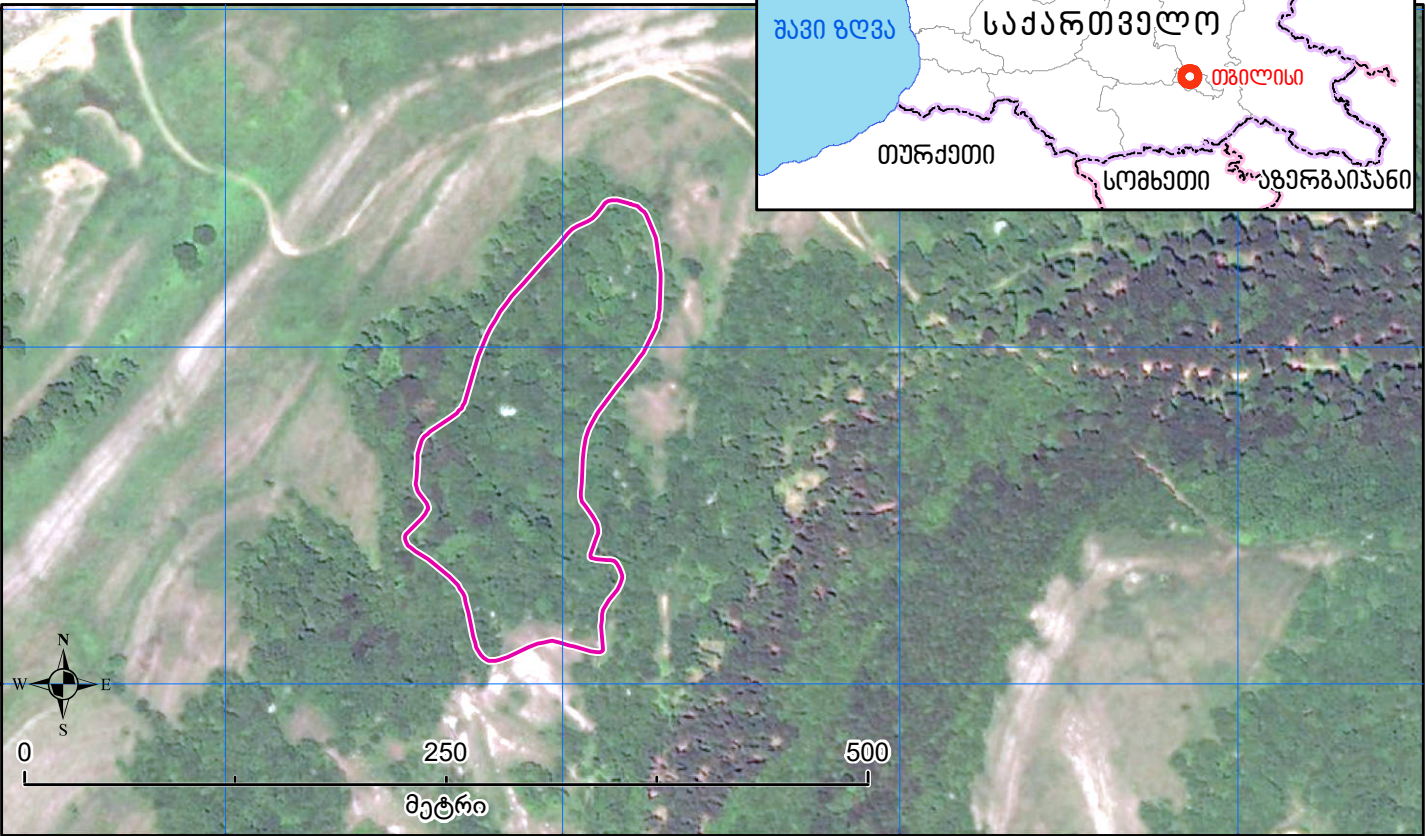 შავი ზღვა
საქართველო
თბილისი
თურქეთი
სომხეთი
აზერბაიჯანი
N
W E
S
0 250 500
მეტრი